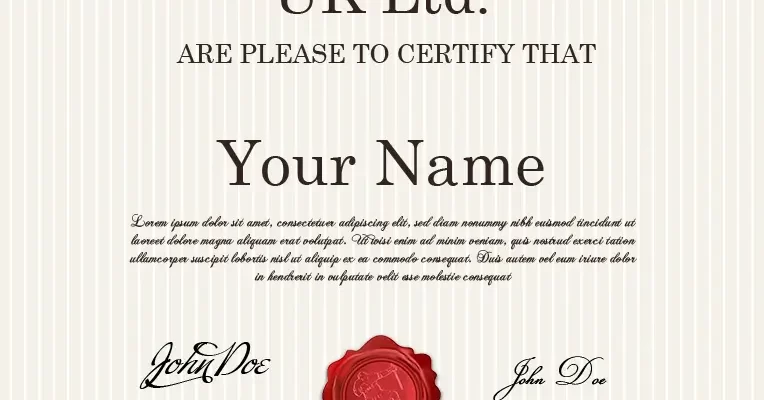 UK Ltd.
ARE PLEASE TO CERTIFY THAT
Your Name
Lorem ipsum dolor sit amet, consectetuer adipiscing elit, sed diam nonummy nibh euismod tincidunt ut
laoreet dolore magna aliquam erat volutpat. Ut wisi enim ad minim veniam, quis nostrud exerci tation
ullamcorper suscipit lobortis nisl ut aliquip ex ea commodo consequat. Duis autem vel eum iriure dolor
in hendrerit in vulputate velit esse molestie consequat
John Doe
John Doe